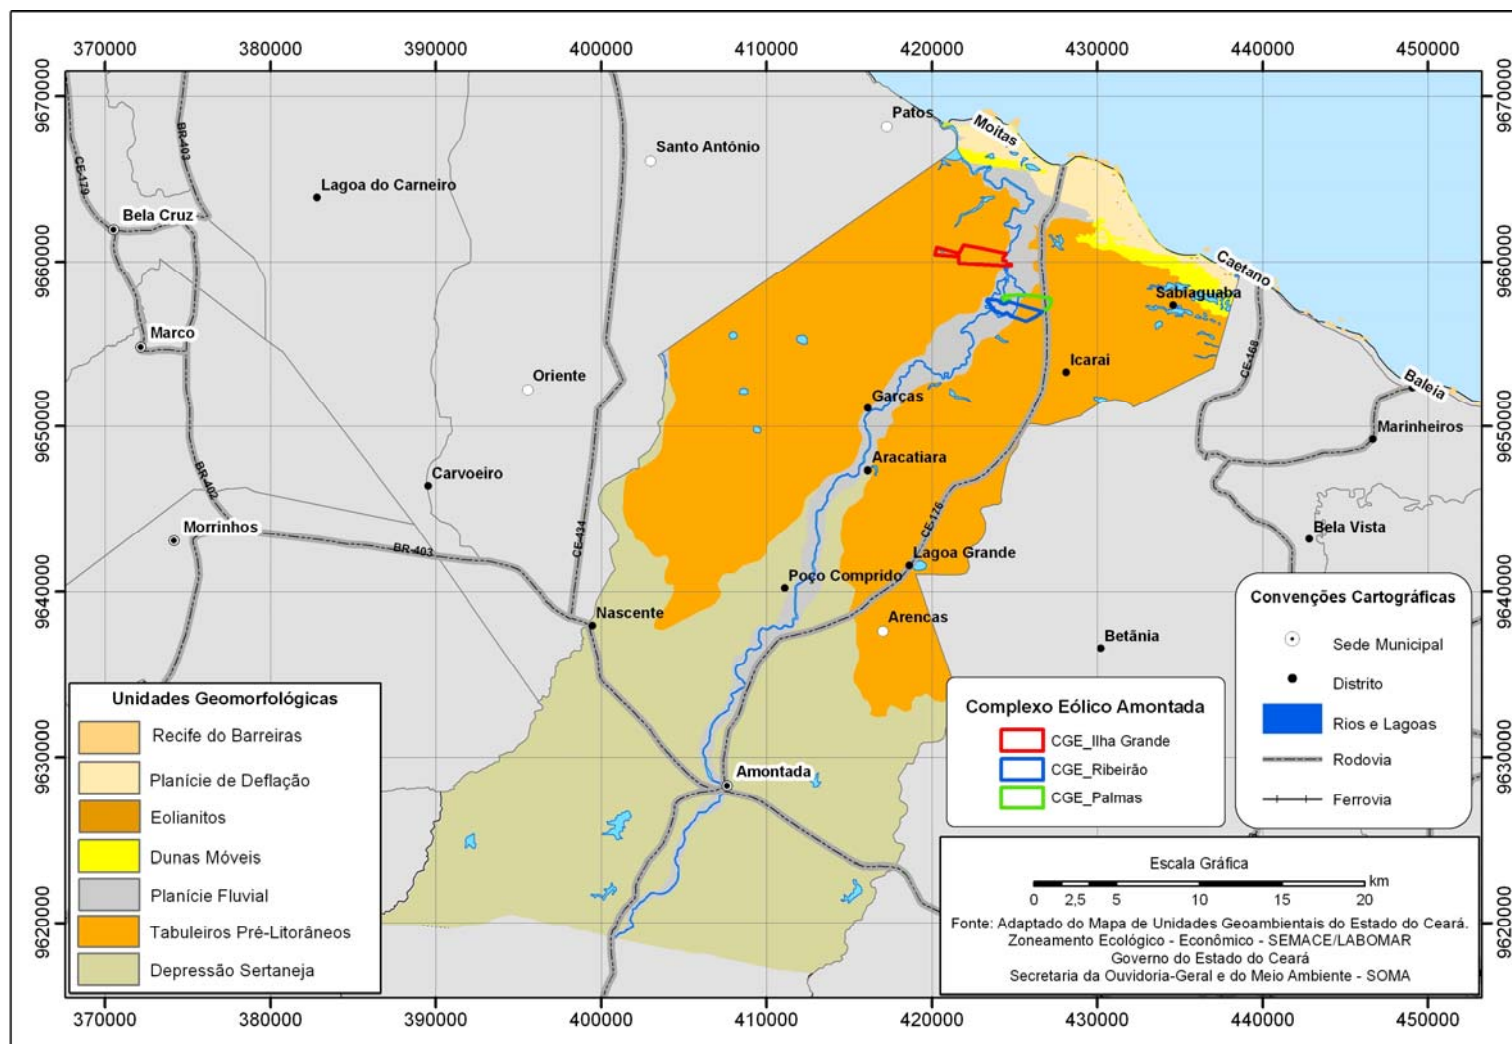 370000 380000 390000 400000 410000 420000 430000 440000 450000
9670000
9660000
9650000
9640000
9630000
9620000
9670000
9660000
9650000
9640000
9630000
9620000
Patos
Moitas
Santo Antônio
BR-403
CE-179
Lagoa do Carneiro
Bela Cruz
Caetano
Sabiaguaba
Marco
CE-168
Icarai
Oriente
Baleia
Garças
Marinheiros
Aracatiara
Carvoeiro
BR-402
CE-176
Bela Vista
Morrinhos
BR-403
CE-434
Lagoa Grande
Poço Comprido
Nascente
Arencas
Betânia
Amontada
Convenções Cartográficas
Sede Municipal
Distrito
Rios e Lagoas
Rodovia
Ferrovia
Unidades Geomorfológicas
Recife do Barreiras
Planície de Deflação
Eolianitos
Dunas Móveis
Planície Fluvial
Tabuleiros Pré-Litorâneos
Depressão Sertaneja
Complexo Eólico Amontada
CGE_Ilha Grande
CGE_Ribeirão
CGE_Palmas
Escala Gráfica
km
0 2,5 5 10 15 20
Fonte: Adaptado do Mapa de Unidades Geoambientais do Estado do Ceará.
Zoneamento Ecológico - Econômico - SEMACE/LABOMAR
Governo do Estado do Ceará
Secretaria da Ouvidoria-Geral e do Meio Ambiente - SOMA
370000 380000 390000 400000 410000 420000 430000 440000 450000